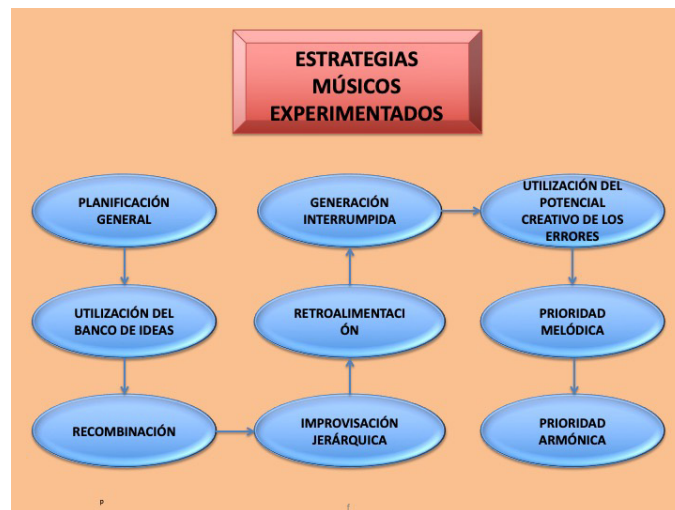 ESTRATEGIAS
MÚSICOS
EXPERIMENTADOS
PLANIFICACIÓN
GENERAL
UTILIZACIÓN DEL
BANCO DE IDEAS
RECOMBINACIÓN
IMPROVISACIÓN
JERÁRQUICA
RETROALIMENTACI
ÓN
GENERACIÓN
INTERRUMPIDA
UTILIZACIÓN DEL
POTENCIAL
CREATIVO DE LOS
ERRORES
PRIORIDAD
MELÓDICA
PRIORIDAD
ARMÓNICA
P